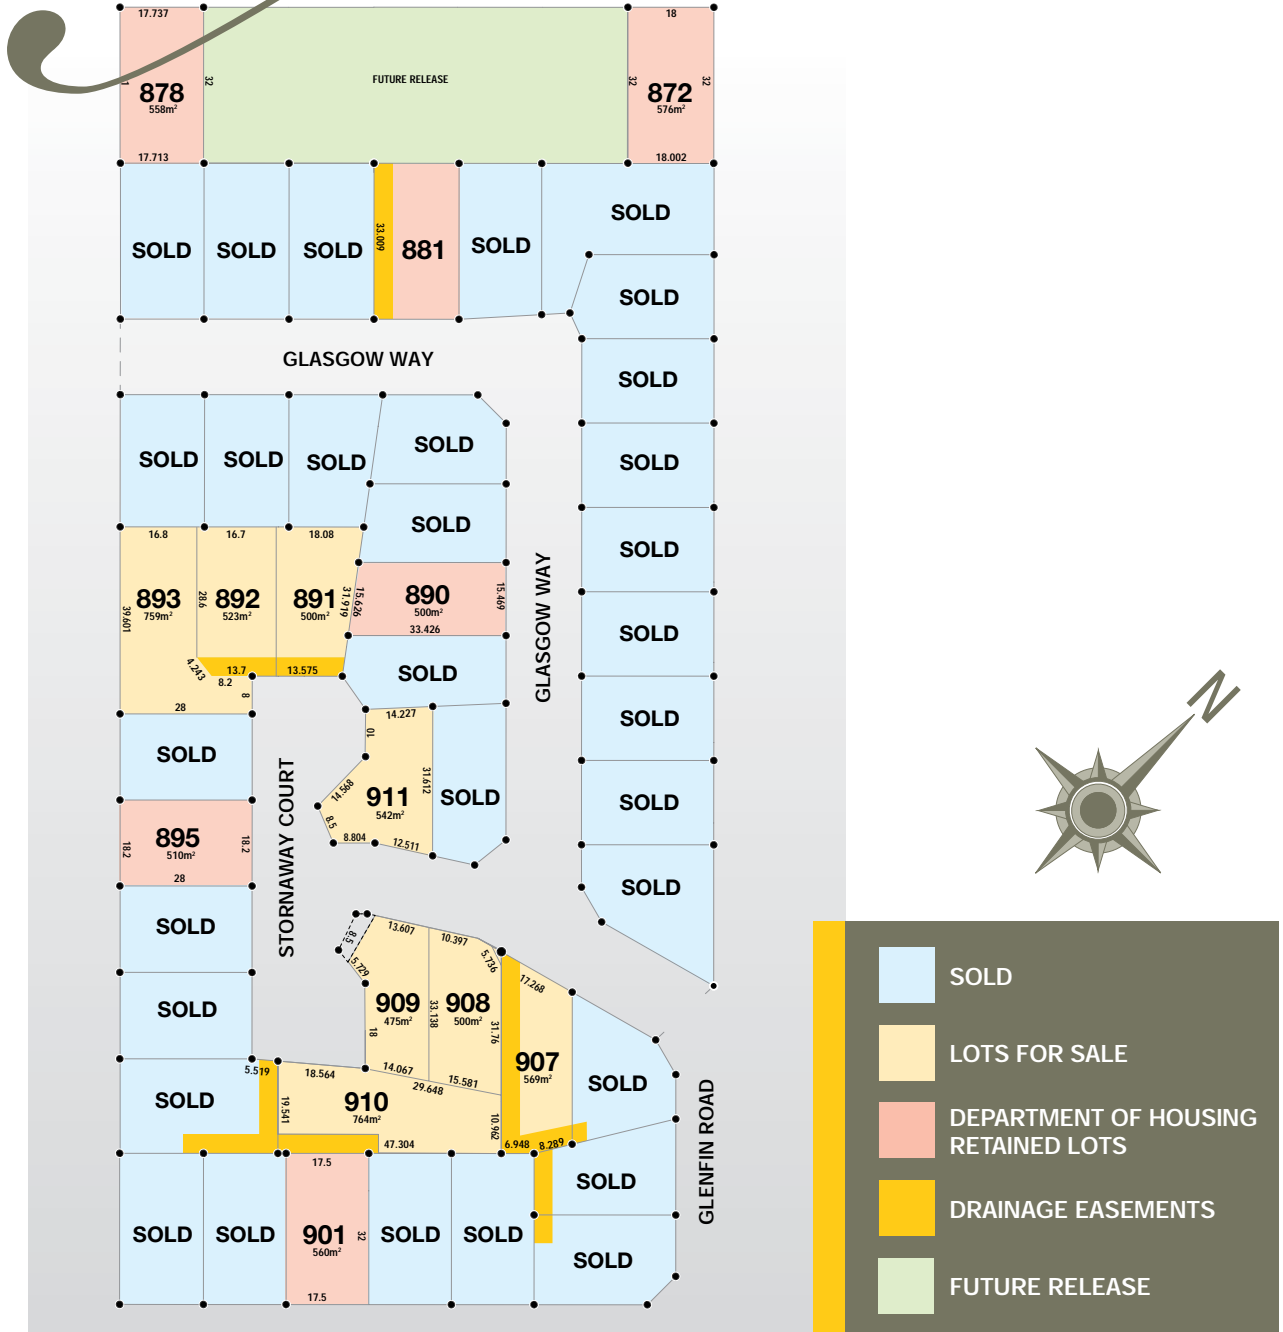 17.737
18
32
32
32
FUTURE RELEASE
878
558m²
872
576m²
17.713
18.002
SOLD
SOLD
SOLD
33.009
881
SOLD
SOLD
SOLD
GLASGOW WAY
SOLD
SOLD
SOLD
SOLD
SOLD
SOLD
SOLD
SOLD
16.8
16.7
18.08
39.601
893
759m²
28.6
892
523m²
891
500m²
31.919
15.626
890
500m²
15.469
33.426
GLASGOW WAY
4.243
13.7
13.575
8.2
8
28
SOLD
SOLD
14.227
10
SOLD
14.568
31.612
911
542m²
8.5
8.804
12.511
SOLD
SOLD
SOLD
SOLD
STORNAWAY COURT
18.2
895
510m²
18.2
28
SOLD
SOLD
SOLD
8.5
13.607
10.397
5.736
5.729
17.268
909
475m²
33.138
908
500m²
31.76
18
907
569m²
SOLD
5.519
18.564
14.067
29.648
15.581
SOLD
19.541
910
764m²
10.962
47.304
6.948
8.289
GLENFIN ROAD
17.5
SOLD
SOLD
SOLD
901
560m²
32
SOLD
SOLD
SOLD
17.5
N
SOLD
LOTS FOR SALE
DEPARTMENT OF HOUSING
RETAINED LOTS
DRAINAGE EASEMENTS
FUTURE RELEASE